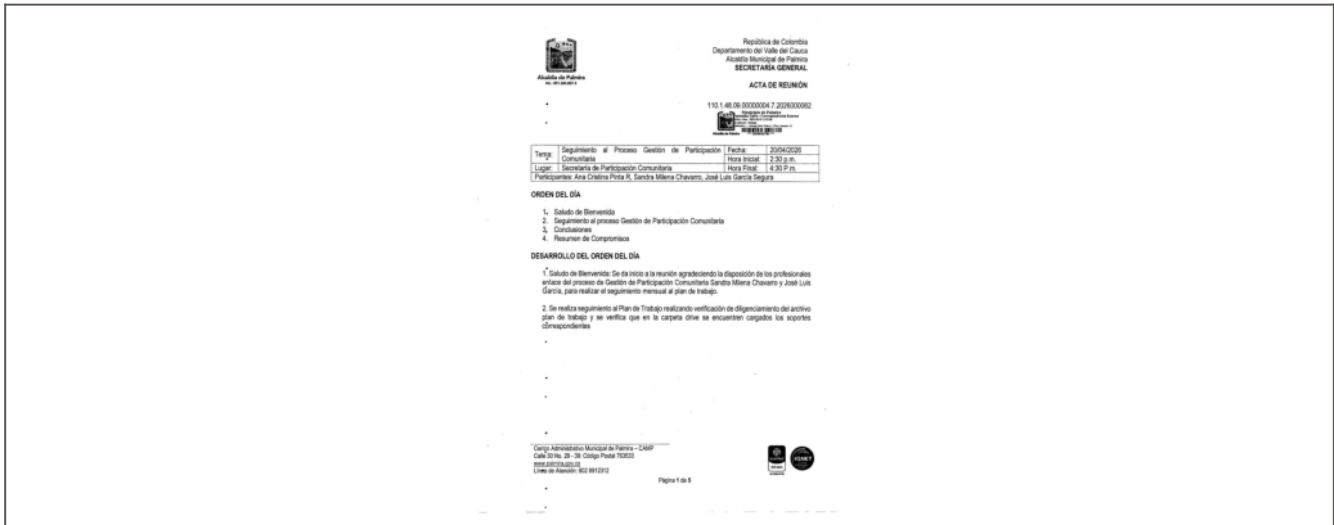 República de Colombia
Departamento del Valle del Cauca
Alcaldía Municipal de Palmira
SECRETARÍA GENERAL
Alcaldía de Palmira
ACTA DE REUNIÓN
110.1.48.09.00000004.7.2026000062
Tema: Seguimiento al Proceso Gestión de Participación Comunitaria Fecha: 20/04/2026
Hora Inicial: 2:30 p.m.
Lugar: Secretaría de Participación Comunitaria Hora Final: 4:30 P.m.
Participantes: Ana Cristina Pinta R, Sandra Milena Chavarro, José Luis García Segura
ORDEN DEL DÍA
1. Saludo de Bienvenida
2. Seguimiento al proceso Gestión de Participación Comunitaria
3. Conclusiones
4. Resumen de Compromisos
DESARROLLO DEL ORDEN DEL DÍA
1. Saludo de Bienvenida: Se da inicio a la reunión agradeciendo la disposición de los profesionales
enlace del proceso de Gestión de Participación Comunitaria Sandra Milena Chavarro y José Luis
García, para realizar el seguimiento mensual al plan de trabajo.
2. Se realiza seguimiento al Plan de Trabajo realizando verificación de diligenciamiento del archivo
plan de trabajo y se verifica que en la carpeta drive se encuentren cargados los soportes
correspondientes
Centro Administrativo Municipal de Palmira – CAMP
Calle 30 No. 29 - 39: Código Postal 763533
www.palmira.gov.co
Línea de Atención: 602 8912312
IQNET
Página 1 de 5